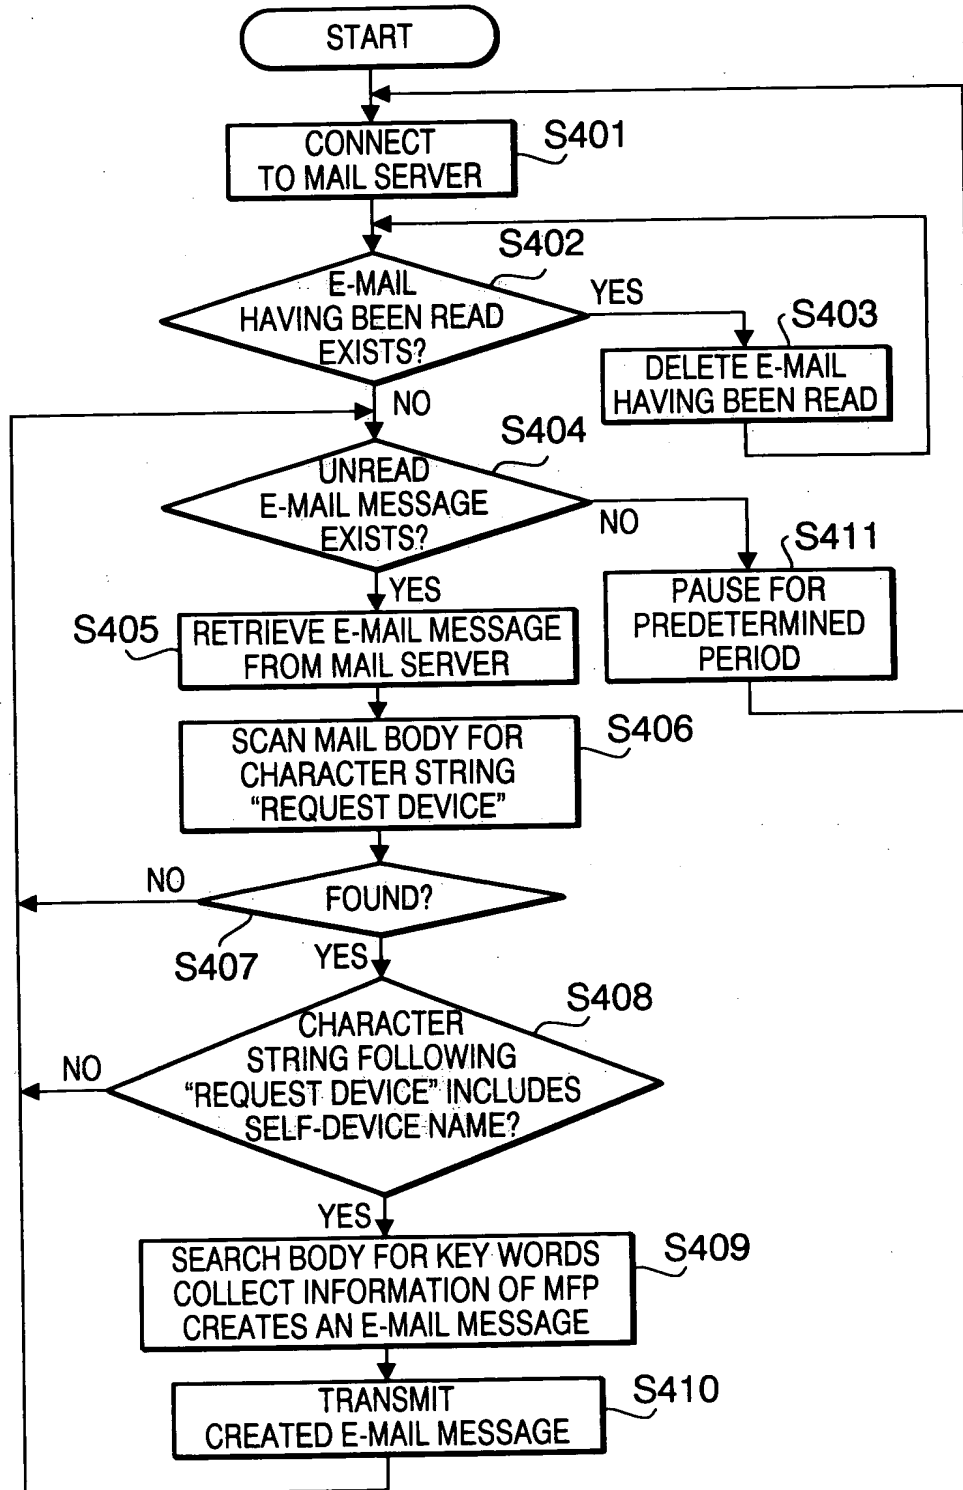 START
CONNECT
TO MAIL SERVER
S401
S402
E-MAIL
HAVING BEEN READ
EXISTS?
YES
S403
DELETE E-MAIL
HAVING BEEN READ
NO
S404
UNREAD
E-MAIL MESSAGE
EXISTS?
NO
S411
PAUSE FOR
PREDETERMINED
PERIOD
YES
S405
RETRIEVE E-MAIL MESSAGE
FROM MAIL SERVER
S406
SCAN MAIL BODY FOR
CHARACTER STRING
“REQUEST DEVICE”
NO
FOUND?
S407
YES
S408
CHARACTER
STRING FOLLOWING
“REQUEST DEVICE” INCLUDES
SELF-DEVICE NAME?
NO
YES
S409
SEARCH BODY FOR KEY WORDS
COLLECT INFORMATION OF MFP
CREATES AN E-MAIL MESSAGE
S410
TRANSMIT
CREATED E-MAIL MESSAGE